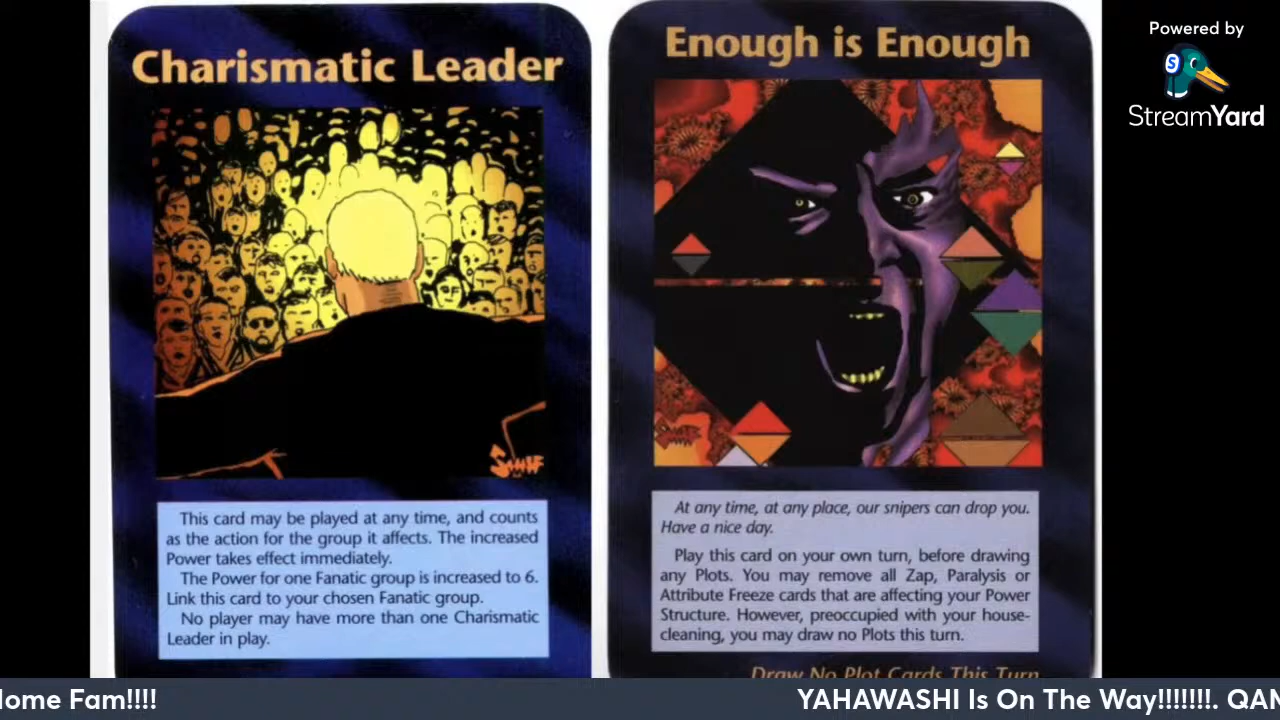 Powered by
StreamYard
Charismatic Leader
This card may be played at any time, and counts
as the action for the group it affects. The increased
Power takes effect immediately.
The Power for one Fanatic group is increased to 6.
Link this card to your chosen Fanatic group.
No player may have more than one Charismatic
Leader in play.
Enough is Enough
At any time, at any place, our snipers can drop you.
Have a nice day.
Play this card on your own turn, before drawing
any Plots. You may remove all Zap, Paralysis or
Attribute Freeze cards that are affecting your Power
Structure. However, preoccupied with your house-
cleaning, you may draw no Plots this turn.
Draw No Plot Cards This Turn
Home Fam!!!!
YAHAWASHI Is On The Way!!!!!!!. QAN